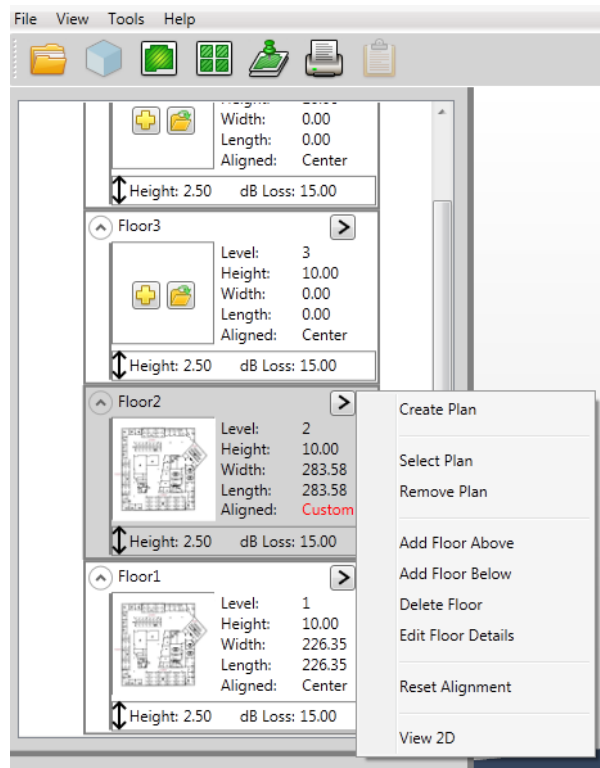 File View Tools Help
Width: 0.00
Length: 0.00
Aligned: Center
Height: 2.50 dB Loss: 15.00
Floor3
Level: 3
Height: 10.00
Width: 0.00
Length: 0.00
Aligned: Center
Height: 2.50 dB Loss: 15.00
Floor2
Level: 2
Height: 10.00
Width: 283.58
Length: 283.58
Aligned: Custom
Height: 2.50 dB Loss: 15.00
Create Plan
Select Plan
Remove Plan
Add Floor Above
Add Floor Below
Delete Floor
Edit Floor Details
Reset Alignment
View 2D
Floor1
Level: 1
Height: 10.00
Width: 226.35
Length: 226.35
Aligned: Center
Height: 2.50 dB Loss: 15.00